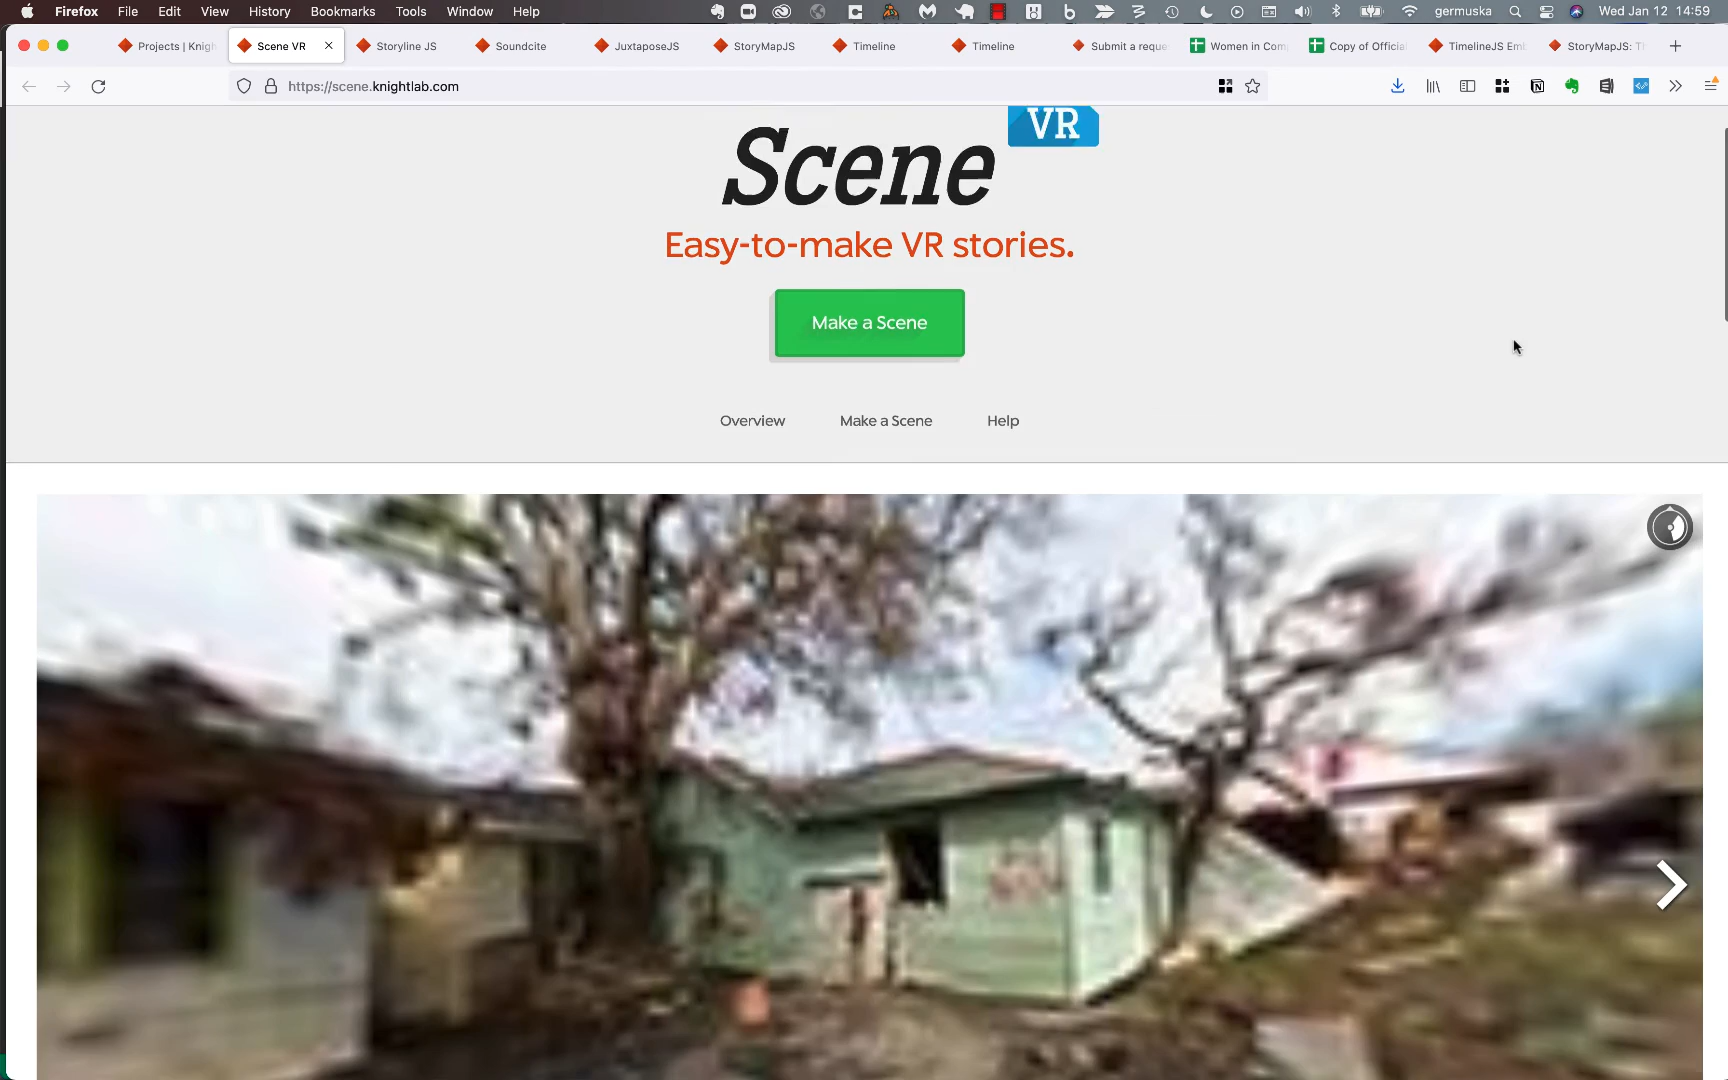 Firefox File Edit View History Bookmarks Tools Window Help germuska Wed Jan 12 14:59
Projects | Knigh Scene VR Storyline JS Soundcite JuxtaposeJS StoryMapJS Timeline Timeline Submit a reque Women in Com Copy of Officia TimelineJS Em StoryMapJS: T
https://scene.knightlab.com
VR
Scene
Easy-to-make VR stories.
Make a Scene
Overview Make a Scene Help